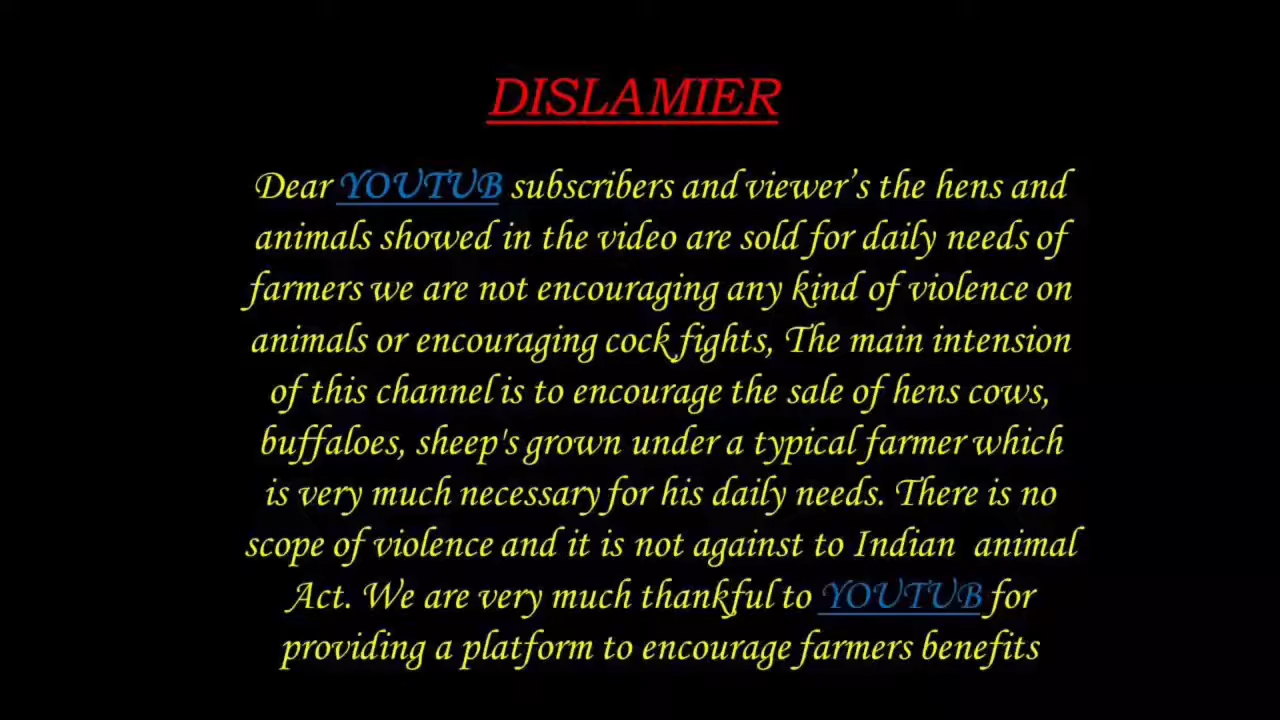 DISLAMIER
Dear YOUTUB subscribers and viewer's the hens and
animals showed in the video are sold for daily needs of
farmers we are not encouraging any kind of violence on
animals or encouraging cock fights, The main intension
of this channel is to encourage the sale of hens cows,
buffaloes, sheep's grown under a typical farmer which
is very much necessary for his daily needs. There is no
scope of violence and it is not against to Indian  animal
Act. We are very much thankful to YOUTUB for
providing a platform to encourage farmers benefits